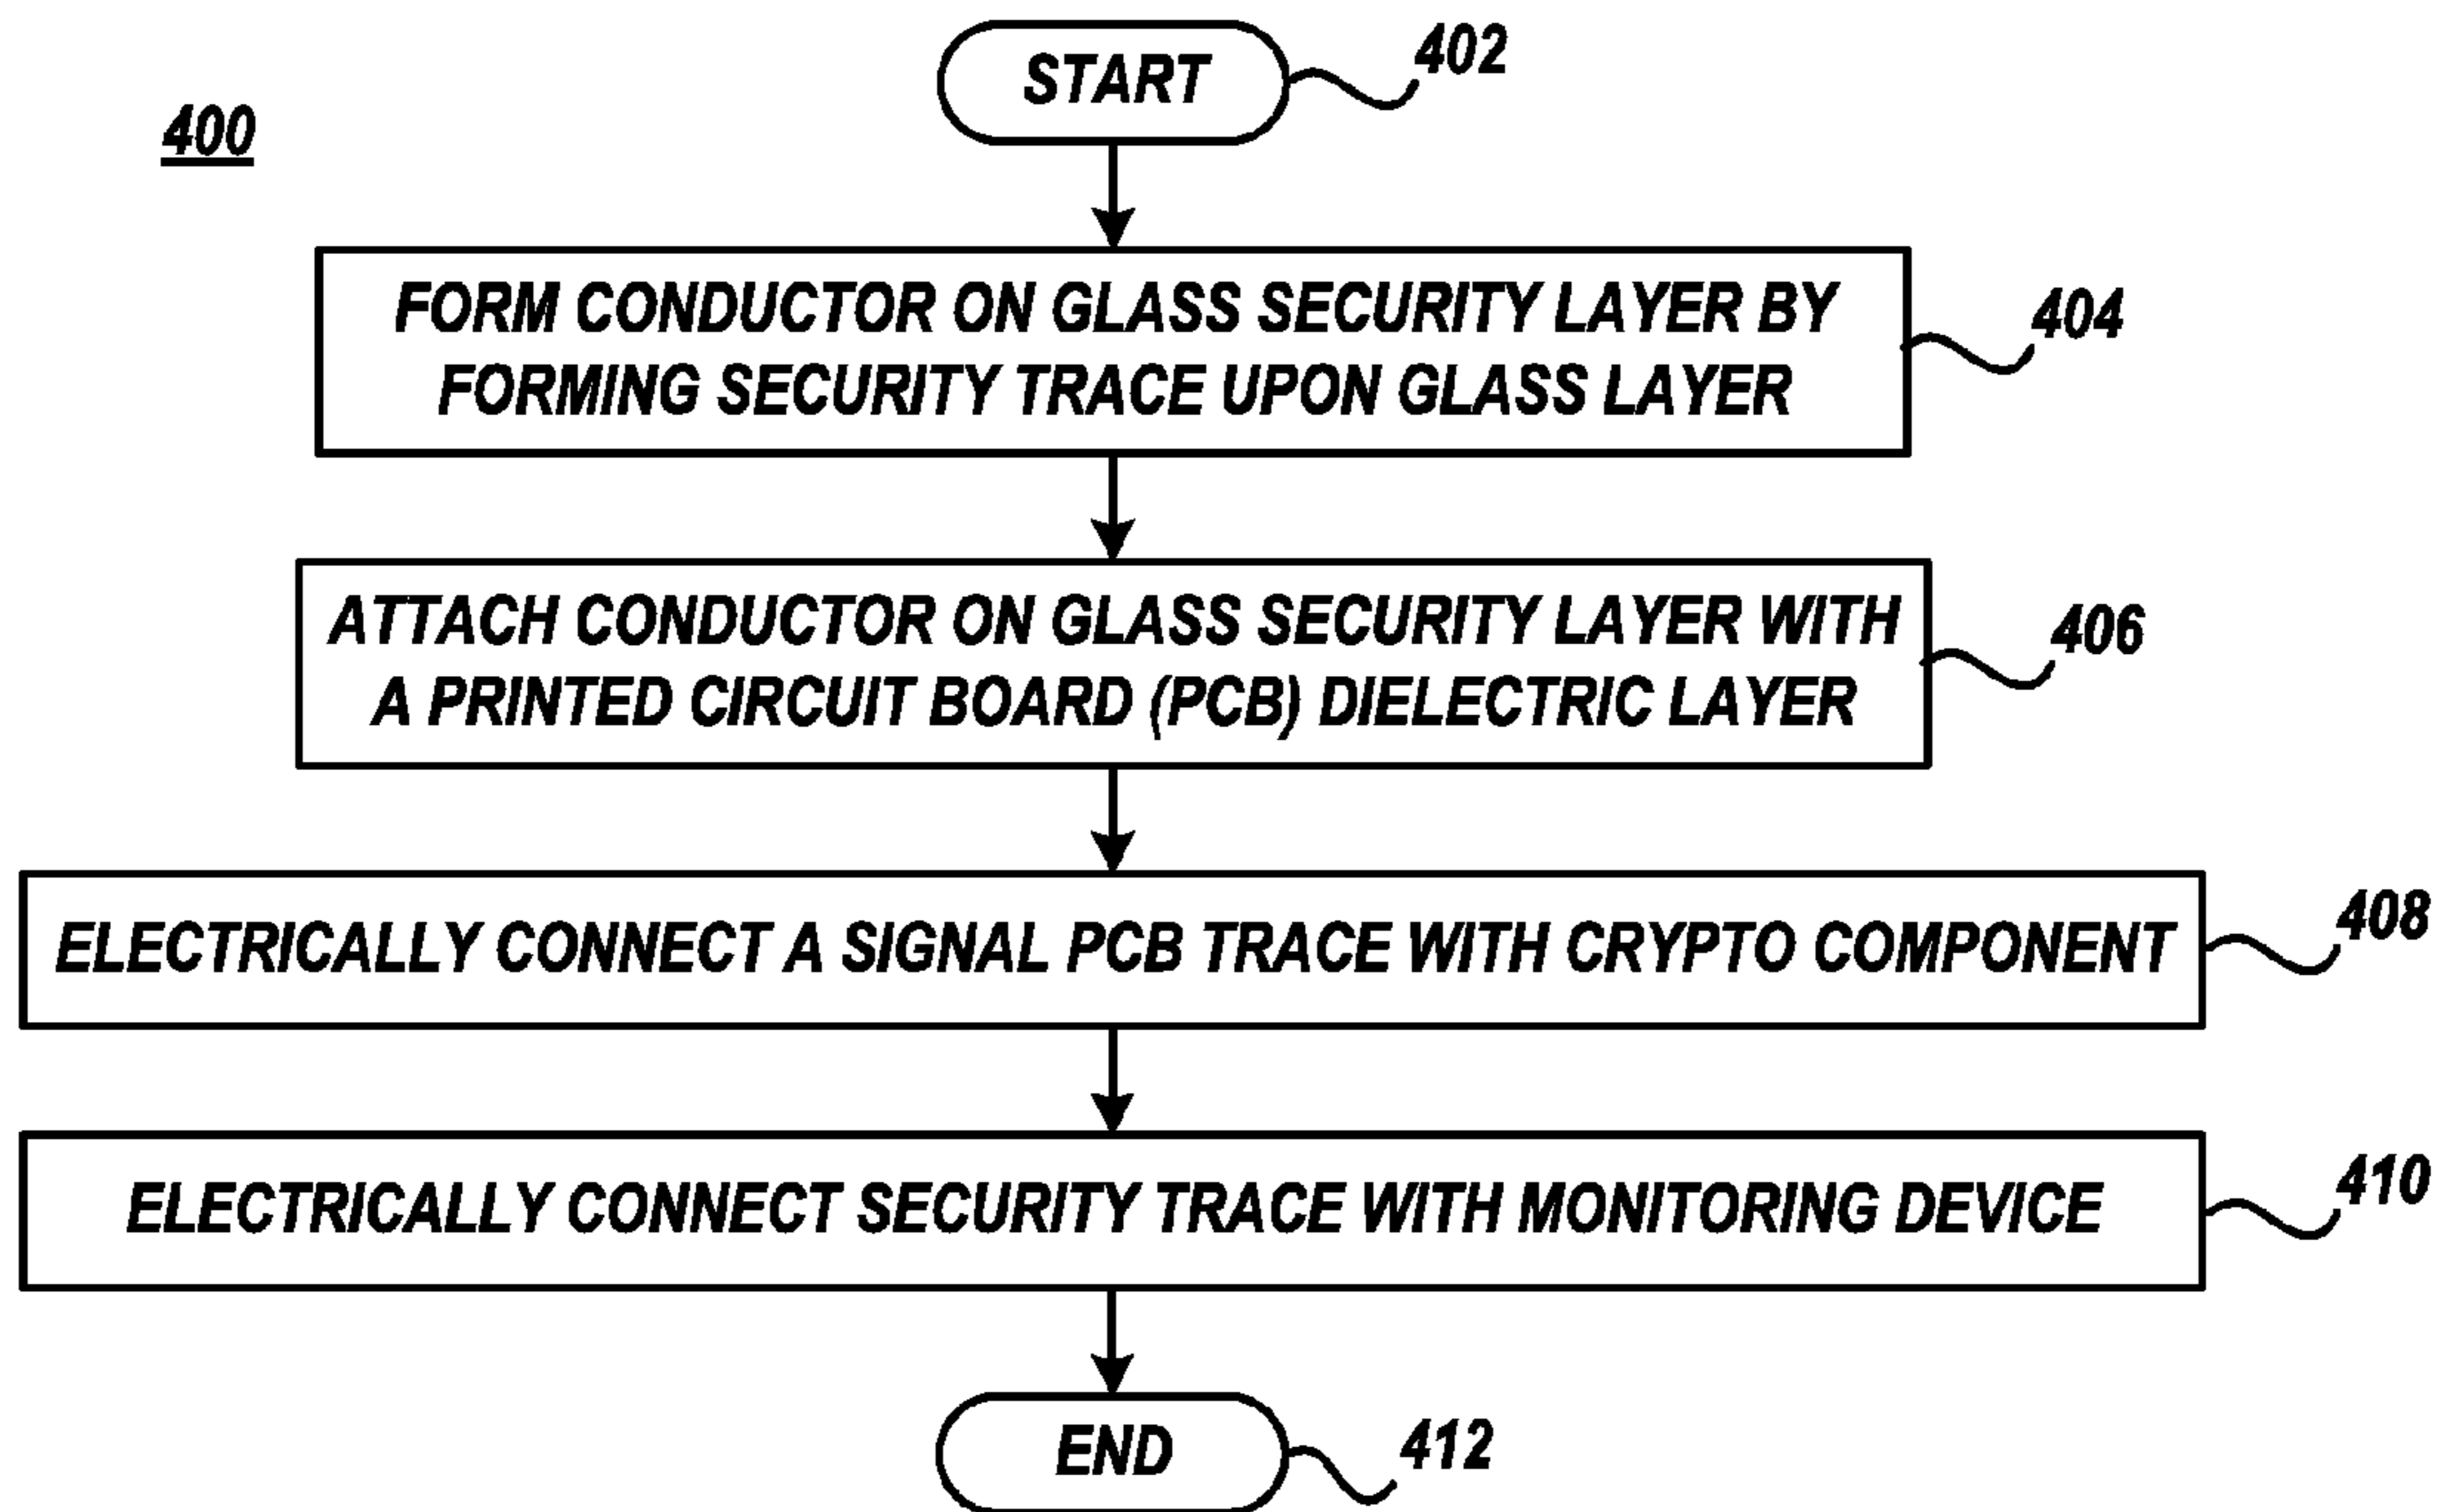 400
START
402
FORM CONDUCTOR ON GLASS SECURITY LAYER BY
FORMING SECURITY TRACE UPON GLASS LAYER
404
ATTACH CONDUCTOR ON GLASS SECURITY LAYER WITH
A PRINTED CIRCUIT BOARD (PCB) DIELECTRIC LAYER
406
ELECTRICALLY CONNECT A SIGNAL PCB TRACE WITH CRYPTO COMPONENT
408
ELECTRICALLY CONNECT SECURITY TRACE WITH MONITORING DEVICE
410
END
412